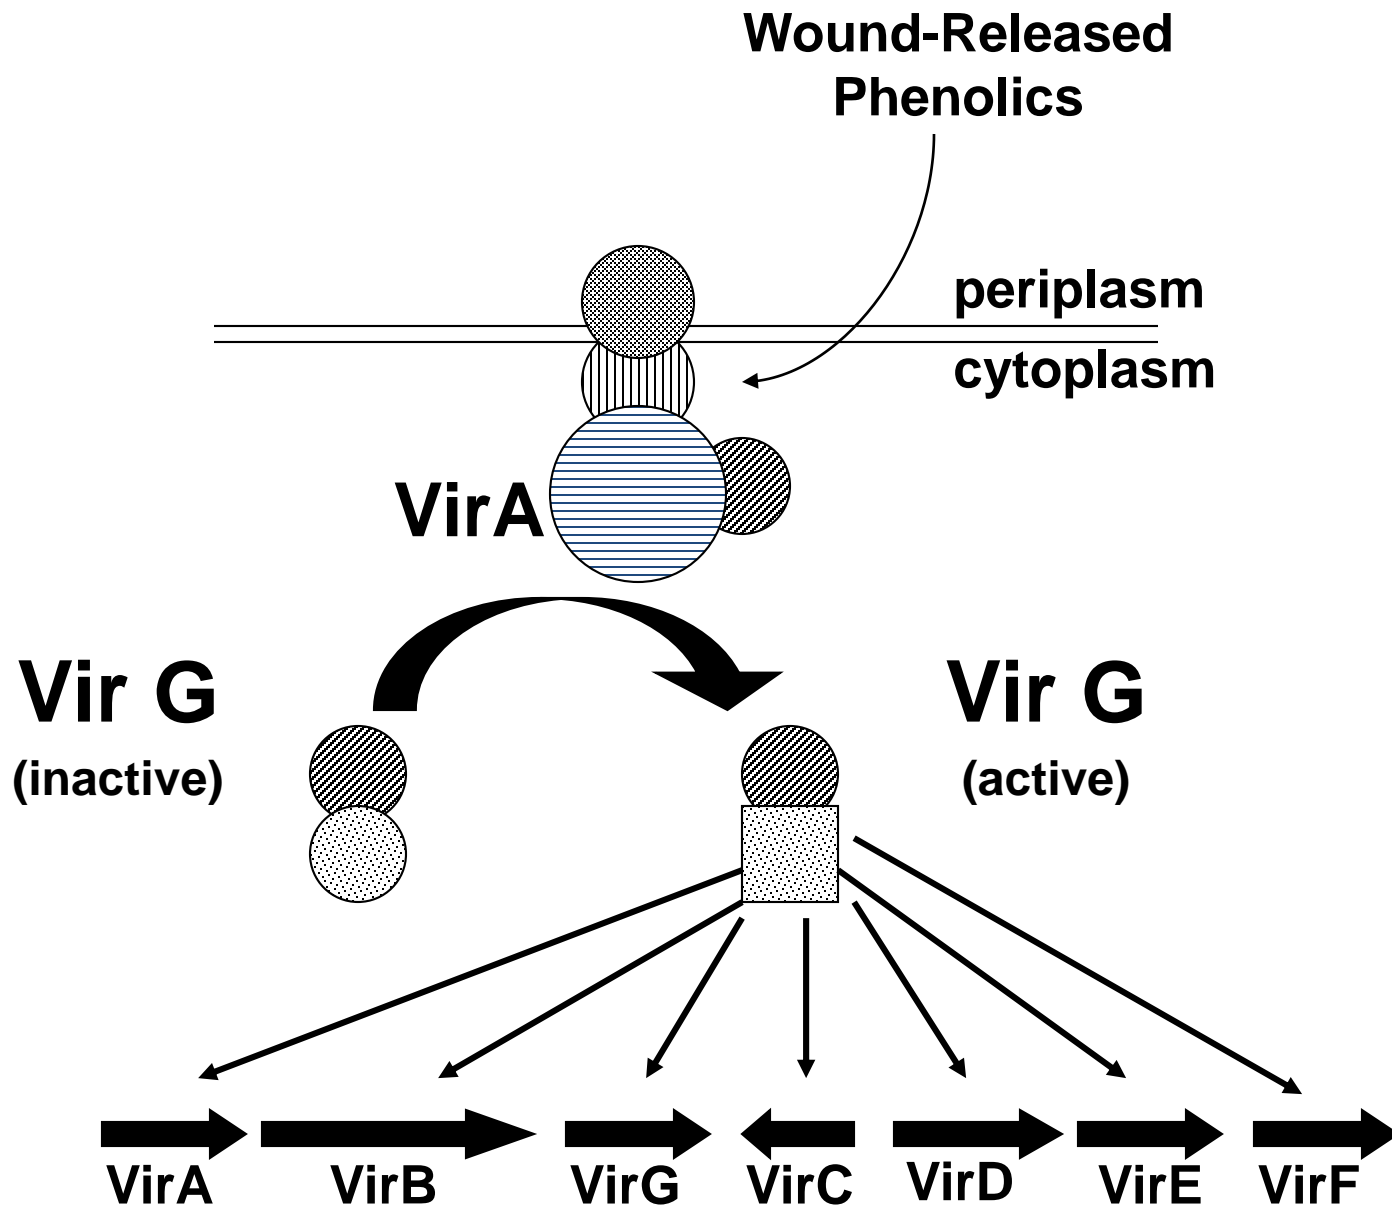 Wound-Released
Phenolics
periplasm
cytoplasm
VirA
Vir G
(inactive)
Vir G
(active)
VirA
VirB
VirG
VirC
VirD
VirE
VirF